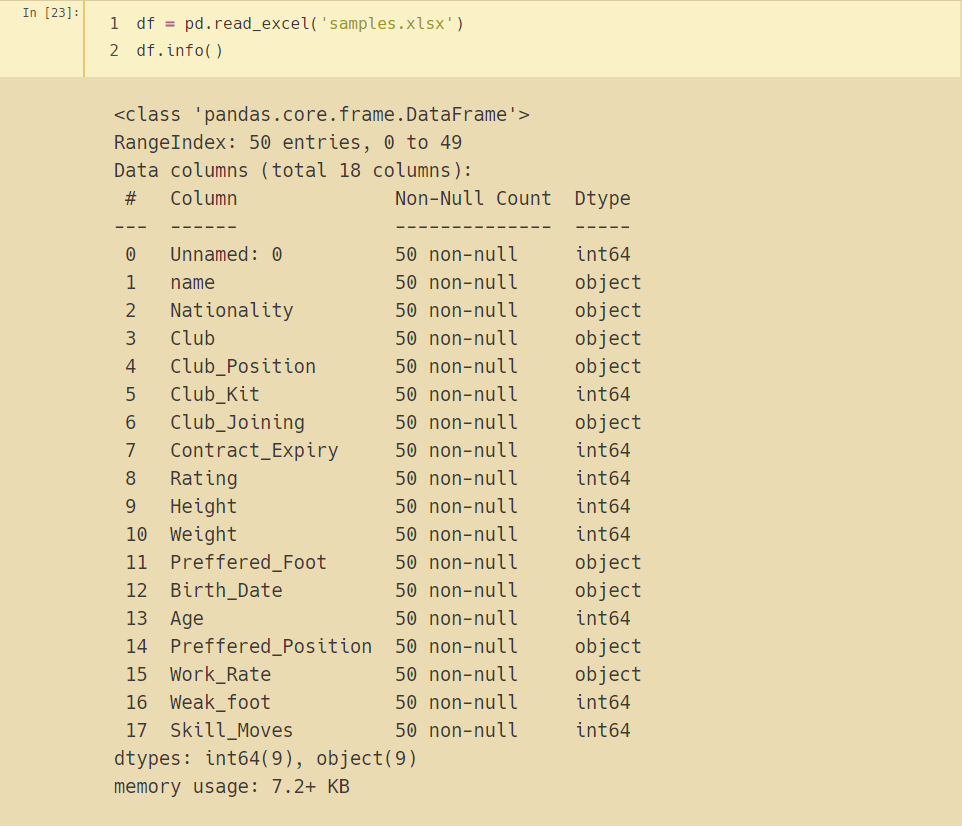 In [23]:
1 df = pd.read_excel('samples.xlsx')
2 df.info()
<class 'pandas.core.frame.DataFrame'>
RangeIndex: 50 entries, 0 to 49
Data columns (total 18 columns):
 #   Column              Non-Null Count  Dtype
---  ------              --------------  -----
 0   Unnamed: 0          50 non-null     int64
 1   name                50 non-null     object
 2   Nationality         50 non-null     object
 3   Club                50 non-null     object
 4   Club_Position       50 non-null     object
 5   Club_Kit            50 non-null     int64
 6   Club_Joining        50 non-null     object
 7   Contract_Expiry     50 non-null     int64
 8   Rating              50 non-null     int64
 9   Height              50 non-null     int64
 10  Weight              50 non-null     int64
 11  Preffered_Foot      50 non-null     object
 12  Birth_Date          50 non-null     object
 13  Age                 50 non-null     int64
 14  Preffered_Position  50 non-null     object
 15  Work_Rate           50 non-null     object
 16  Weak_foot           50 non-null     int64
 17  Skill_Moves         50 non-null     int64
dtypes: int64(9), object(9)
memory usage: 7.2+ KB